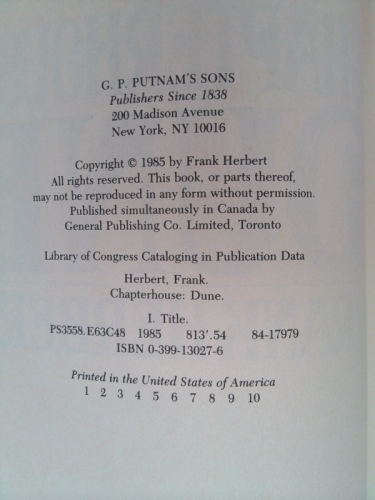 G. P. PUTNAM'S SONS
Publishers Since 1838
200 Madison Avenue
New York, NY 10016
Copyright © 1985 by Frank Herbert
All rights reserved. This book, or parts thereof,
may not be reproduced in any form without permission.
Published simultaneously in Canada by
General Publishing Co. Limited, Toronto
Library of Congress Cataloging in Publication Data
Herbert, Frank.
Chapterhouse: Dune.
I. Title.
PS3558.E63C48 1985 813'.54 84-17979
ISBN 0-399-13027-6
Printed in the United States of America
1 2 3 4 5 6 7 8 9 10